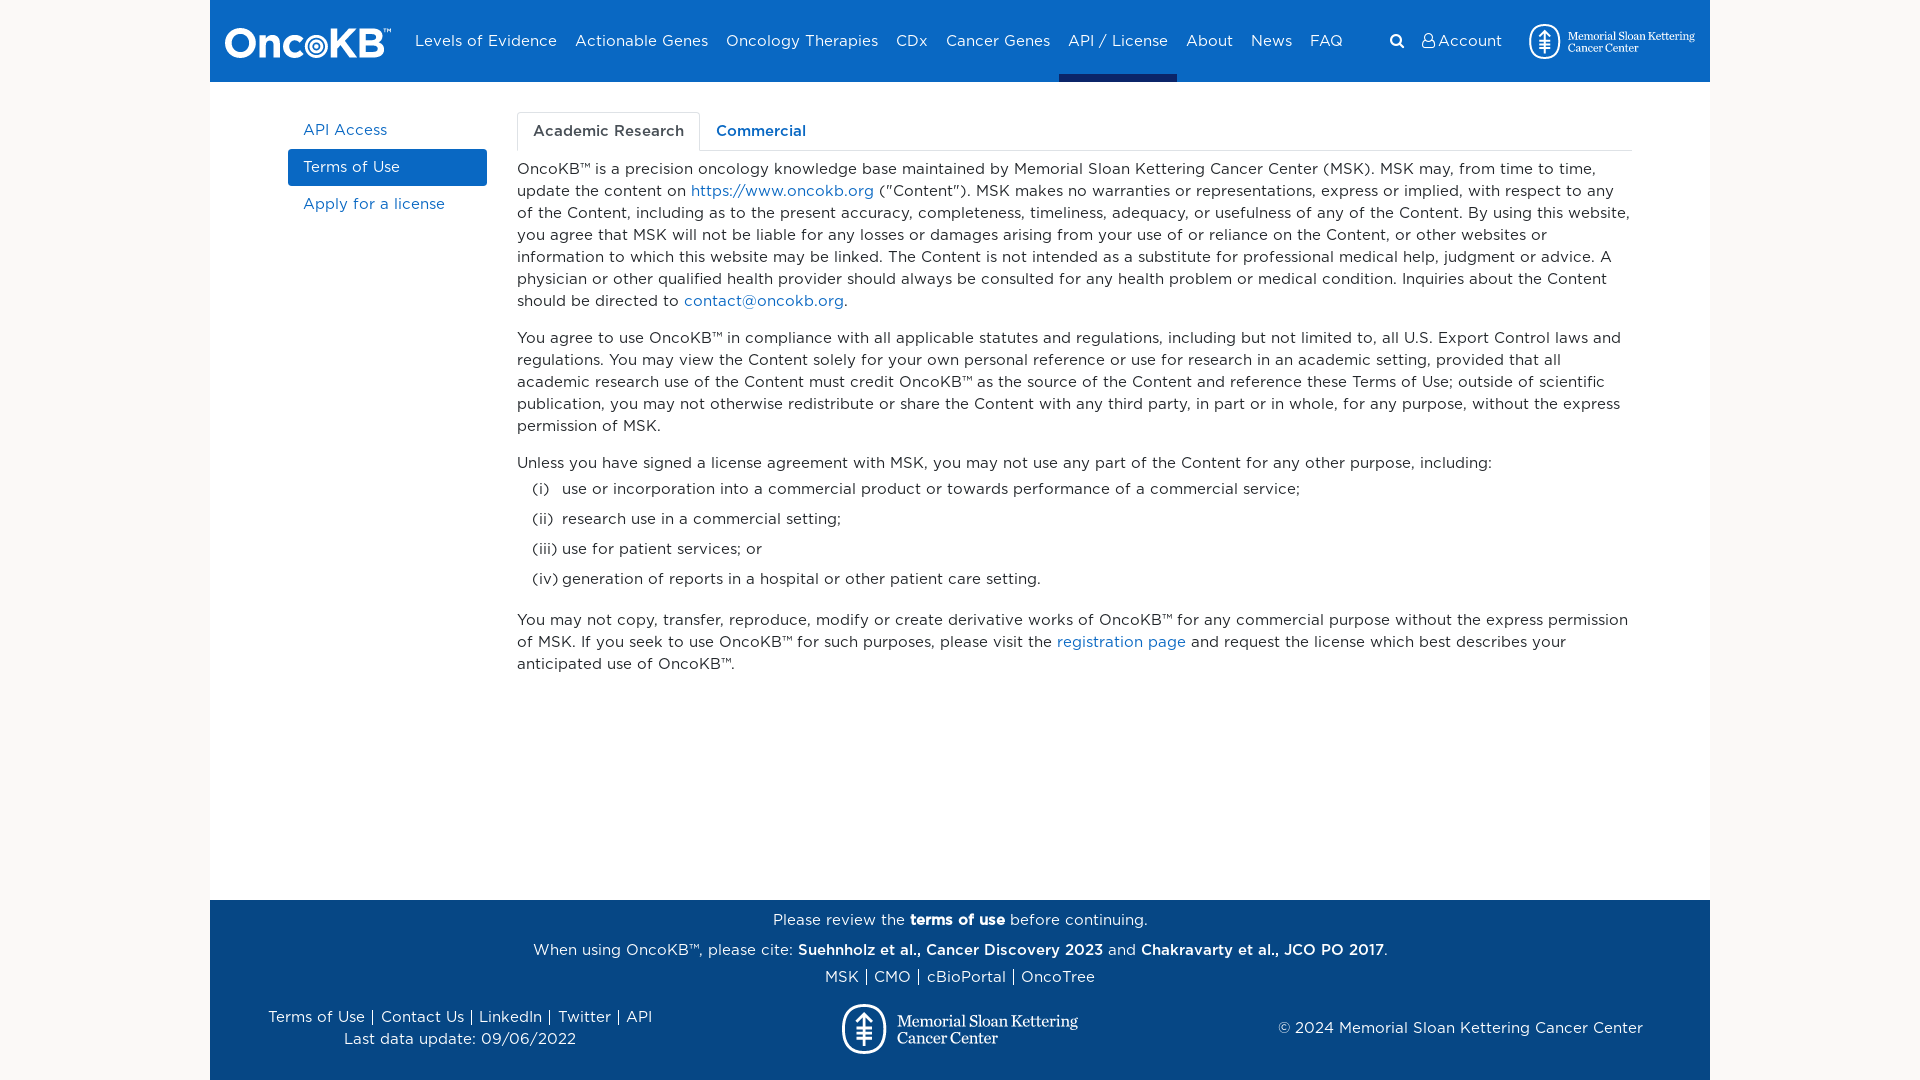 OncoKB™
Levels of Evidence Actionable Genes Oncology Therapies CDx Cancer Genes API / License About News FAQ Account
Memorial Sloan Kettering
Cancer Center
API Access
Terms of Use
Apply for a license
Academic Research Commercial
OncoKB™ is a precision oncology knowledge base maintained by Memorial Sloan Kettering Cancer Center (MSK). MSK may, from time to time,
update the content on https://www.oncokb.org ("Content"). MSK makes no warranties or representations, express or implied, with respect to any
of the Content, including as to the present accuracy, completeness, timeliness, adequacy, or usefulness of any of the Content. By using this website,
you agree that MSK will not be liable for any losses or damages arising from your use of or reliance on the Content, or other websites or
information to which this website may be linked. The Content is not intended as a substitute for professional medical help, judgment or advice. A
physician or other qualified health provider should always be consulted for any health problem or medical condition. Inquiries about the Content
should be directed to contact@oncokb.org.
You agree to use OncoKB™ in compliance with all applicable statutes and regulations, including but not limited to, all U.S. Export Control laws and
regulations. You may view the Content solely for your own personal reference or use for research in an academic setting, provided that all
academic research use of the Content must credit OncoKB™ as the source of the Content and reference these Terms of Use; outside of scientific
publication, you may not otherwise redistribute or share the Content with any third party, in part or in whole, for any purpose, without the express
permission of MSK.
Unless you have signed a license agreement with MSK, you may not use any part of the Content for any other purpose, including:
(i) use or incorporation into a commercial product or towards performance of a commercial service;
(ii) research use in a commercial setting;
(iii) use for patient services; or
(iv) generation of reports in a hospital or other patient care setting.
You may not copy, transfer, reproduce, modify or create derivative works of OncoKB™ for any commercial purpose without the express permission
of MSK. If you seek to use OncoKB™ for such purposes, please visit the registration page and request the license which best describes your
anticipated use of OncoKB™.
Please review the terms of use before continuing.
When using OncoKB™, please cite: Suehnholz et al., Cancer Discovery 2023 and Chakravarty et al., JCO PO 2017.
MSK | CMO | cBioPortal | OncoTree
Terms of Use | Contact Us | LinkedIn | Twitter | API
Last data update: 09/06/2022
Memorial Sloan Kettering
Cancer Center
© 2024 Memorial Sloan Kettering Cancer Center